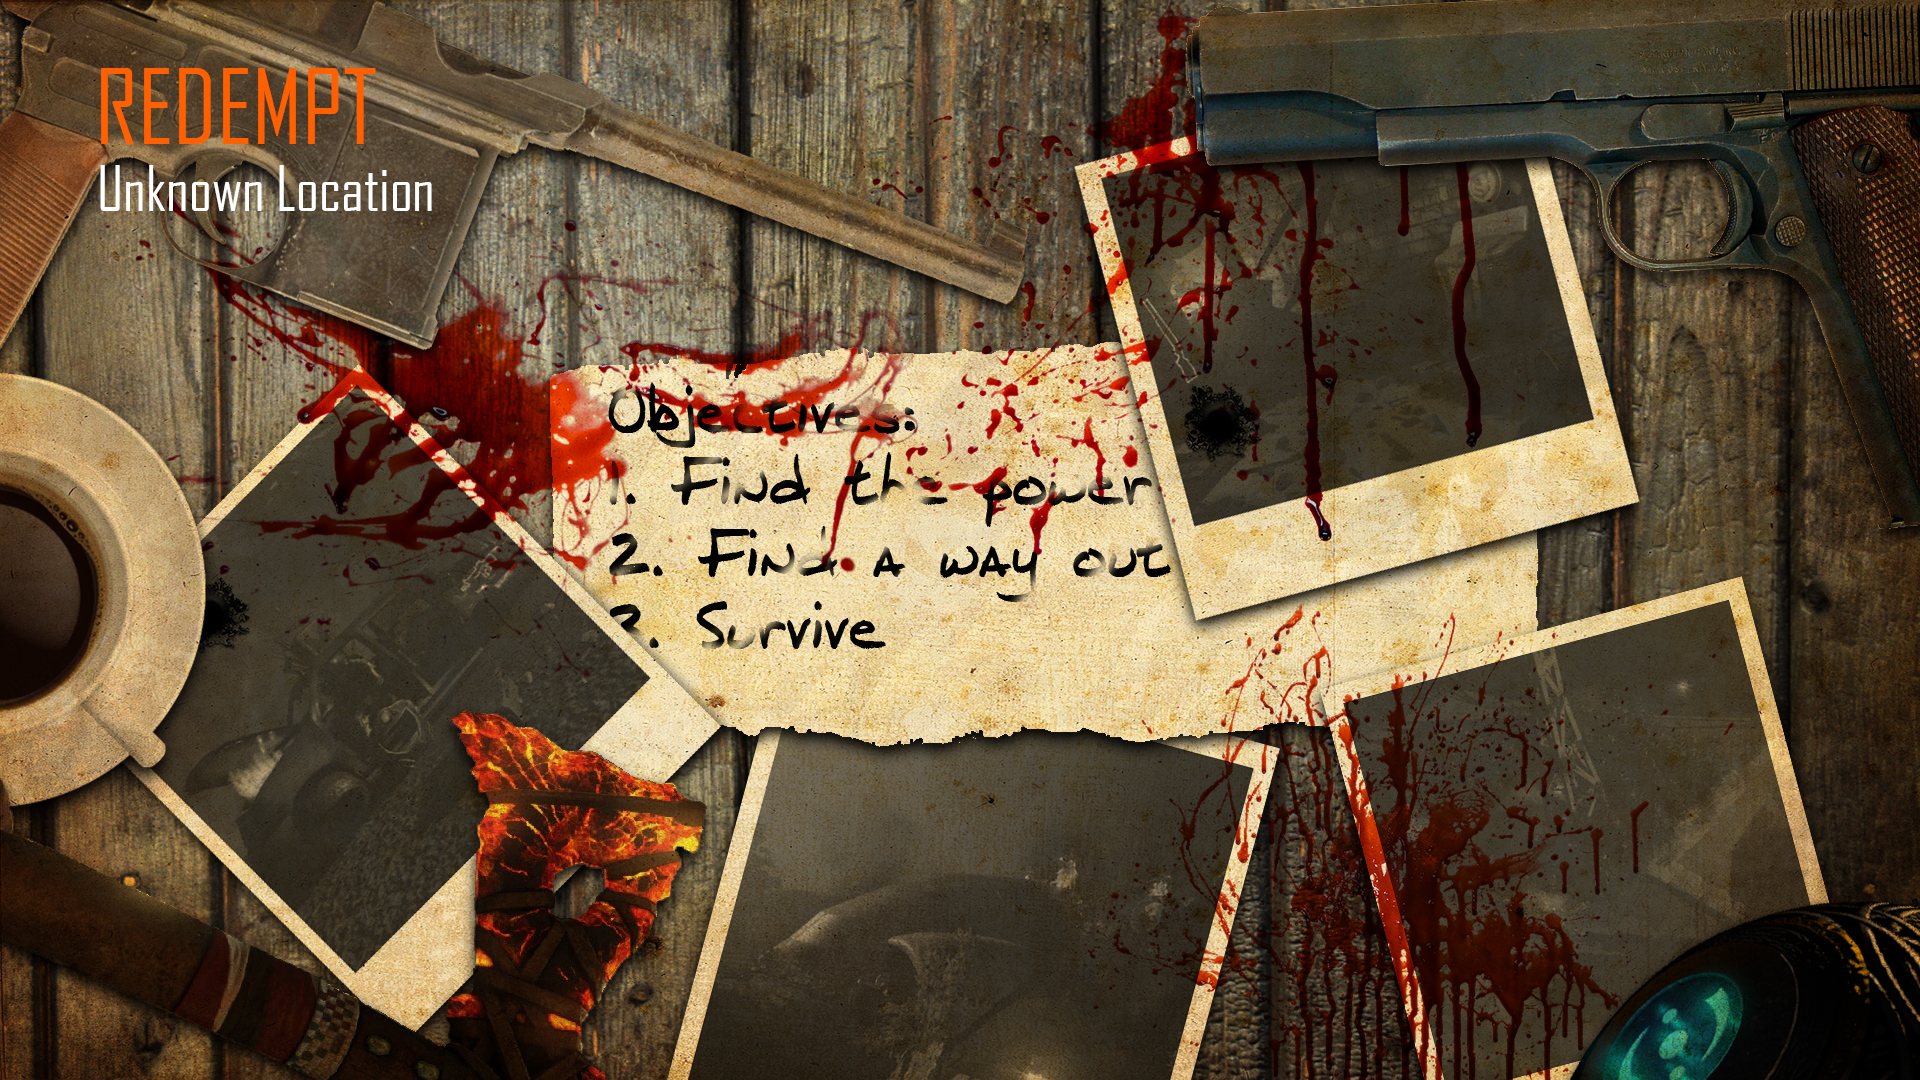 REDEMPT
Unknown Location
Objectives:
1. Find the power
2. Find a way out
3. Survive